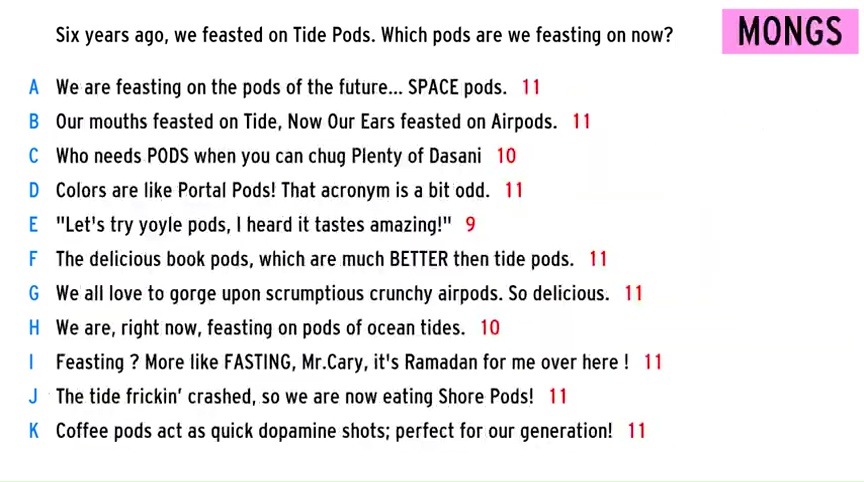 Six years ago, we feasted on Tide Pods. Which pods are we feasting on now?
MONGS
A We are feasting on the pods of the future... SPACE pods. 11
B Our mouths feasted on Tide, Now Our Ears feasted on Airpods. 11
C Who needs PODS when you can chug Plenty of Dasani 10
D Colors are like Portal Pods! That acronym is a bit odd. 11
E "Let's try yoyle pods, I heard it tastes amazing!" 9
F The delicious book pods, which are much BETTER then tide pods. 11
G We all love to gorge upon scrumptious crunchy airpods. So delicious. 11
H We are, right now, feasting on pods of ocean tides. 10
I Feasting ? More like FASTING, Mr.Cary, it's Ramadan for me over here ! 11
J The tide frickin' crashed, so we are now eating Shore Pods! 11
K Coffee pods act as quick dopamine shots; perfect for our generation! 11